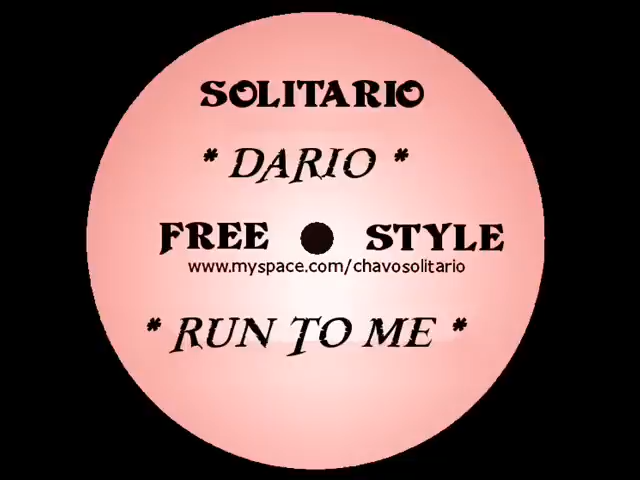 SOLITARIO
* DARIO *
FREE STYLE
www.myspace.com/chavosolitario
* RUN TO ME *